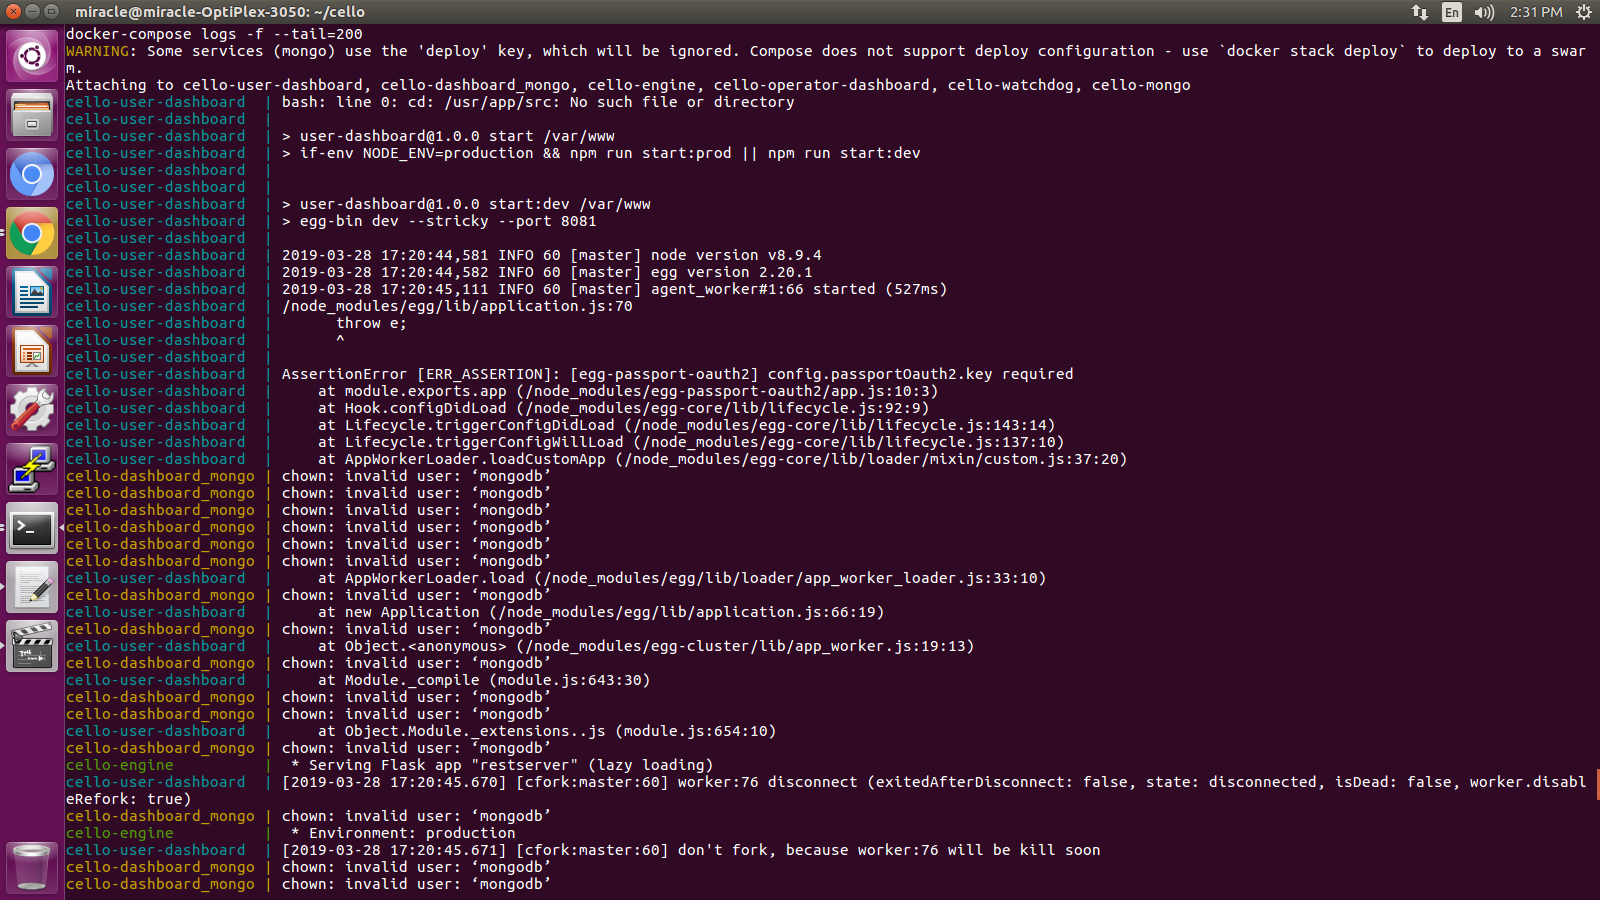 miracle@miracle-OptiPlex-3050: ~/cello
En
2:31 PM
docker-compose logs -f --tail=200
WARNING: Some services (mongo) use the 'deploy' key, which will be ignored. Compose does not support deploy configuration - use `docker stack deploy` to deploy to a swar
m.
Attaching to cello-user-dashboard, cello-dashboard_mongo, cello-engine, cello-operator-dashboard, cello-watchdog, cello-mongo
cello-user-dashboard  | bash: line 0: cd: /usr/app/src: No such file or directory
cello-user-dashboard  |
cello-user-dashboard  | > user-dashboard@1.0.0 start /var/www
cello-user-dashboard  | > if-env NODE_ENV=production && npm run start:prod || npm run start:dev
cello-user-dashboard  |
cello-user-dashboard  |
cello-user-dashboard  | > user-dashboard@1.0.0 start:dev /var/www
cello-user-dashboard  | > egg-bin dev --stricky --port 8081
cello-user-dashboard  |
cello-user-dashboard  | 2019-03-28 17:20:44,581 INFO 60 [master] node version v8.9.4
cello-user-dashboard  | 2019-03-28 17:20:44,582 INFO 60 [master] egg version 2.20.1
cello-user-dashboard  | 2019-03-28 17:20:45,111 INFO 60 [master] agent_worker#1:66 started (527ms)
cello-user-dashboard  | /node_modules/egg/lib/application.js:70
cello-user-dashboard  |       throw e;
cello-user-dashboard  |       ^
cello-user-dashboard  |
cello-user-dashboard  | AssertionError [ERR_ASSERTION]: [egg-passport-oauth2] config.passportOauth2.key required
cello-user-dashboard  |     at module.exports.app (/node_modules/egg-passport-oauth2/app.js:10:3)
cello-user-dashboard  |     at Hook.configDidLoad (/node_modules/egg-core/lib/lifecycle.js:92:9)
cello-user-dashboard  |     at Lifecycle.triggerConfigDidLoad (/node_modules/egg-core/lib/lifecycle.js:143:14)
cello-user-dashboard  |     at Lifecycle.triggerConfigWillLoad (/node_modules/egg-core/lib/lifecycle.js:137:10)
cello-user-dashboard  |     at AppWorkerLoader.loadCustomApp (/node_modules/egg-core/lib/loader/mixin/custom.js:37:20)
cello-dashboard_mongo | chown: invalid user: ‘mongodb’
cello-dashboard_mongo | chown: invalid user: ‘mongodb’
cello-dashboard_mongo | chown: invalid user: ‘mongodb’
cello-dashboard_mongo | chown: invalid user: ‘mongodb’
cello-dashboard_mongo | chown: invalid user: ‘mongodb’
cello-dashboard_mongo | chown: invalid user: ‘mongodb’
cello-user-dashboard  |     at AppWorkerLoader.load (/node_modules/egg/lib/loader/app_worker_loader.js:33:10)
cello-dashboard_mongo | chown: invalid user: ‘mongodb’
cello-user-dashboard  |     at new Application (/node_modules/egg/lib/application.js:66:19)
cello-dashboard_mongo | chown: invalid user: ‘mongodb’
cello-user-dashboard  |     at Object.<anonymous> (/node_modules/egg-cluster/lib/app_worker.js:19:13)
cello-dashboard_mongo | chown: invalid user: ‘mongodb’
cello-user-dashboard  |     at Module._compile (module.js:643:30)
cello-dashboard_mongo | chown: invalid user: ‘mongodb’
cello-dashboard_mongo | chown: invalid user: ‘mongodb’
cello-user-dashboard  |     at Object.Module._extensions..js (module.js:654:10)
cello-dashboard_mongo | chown: invalid user: ‘mongodb’
cello-engine          |  * Serving Flask app "restserver" (lazy loading)
cello-user-dashboard  | [2019-03-28 17:20:45.670] [cfork:master:60] worker:76 disconnect (exitedAfterDisconnect: false, state: disconnected, isDead: false, worker.disabl
eRefork: true)
cello-dashboard_mongo | chown: invalid user: ‘mongodb’
cello-engine          |  * Environment: production
cello-user-dashboard  | [2019-03-28 17:20:45.671] [cfork:master:60] don't fork, because worker:76 will be kill soon
cello-dashboard_mongo | chown: invalid user: ‘mongodb’
cello-dashboard_mongo | chown: invalid user: ‘mongodb’